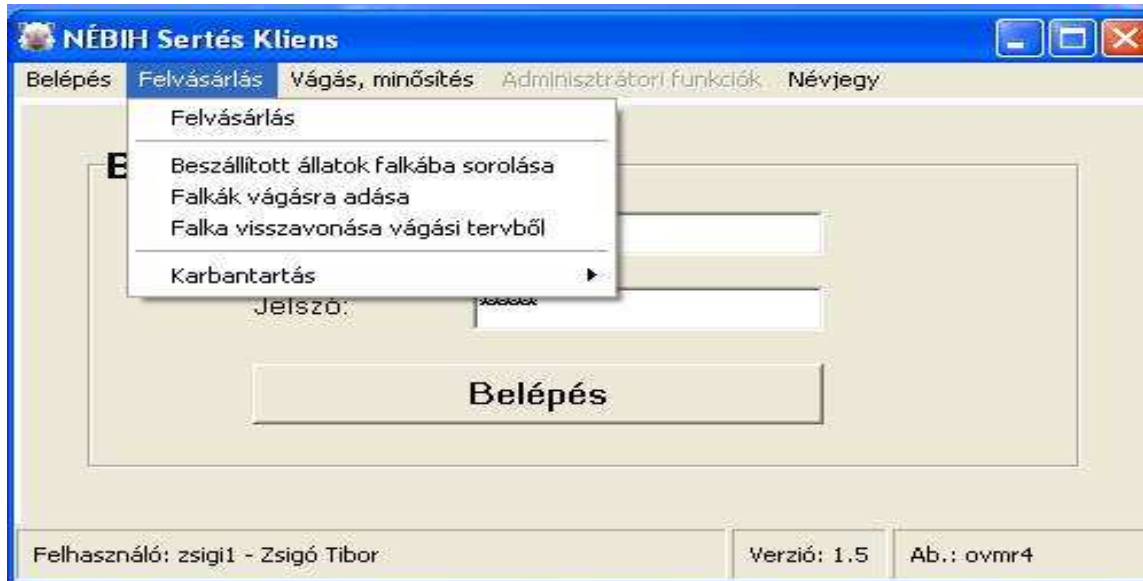 NÉBIH Sertés Kliens
Belépés Felvásárlás Vágás, minősítés Adminisztrátori funkciók Névjegy
Felvásárlás
Beszállított állatok falkába sorolása
Falkák vágásra adása
Falka visszavonása vágási tervből
Karbantartás
Jelszó:
Belépés
Felhasználó: zsigi1 - Zsigó Tibor Verzió: 1.5 Ab.: ovmr4